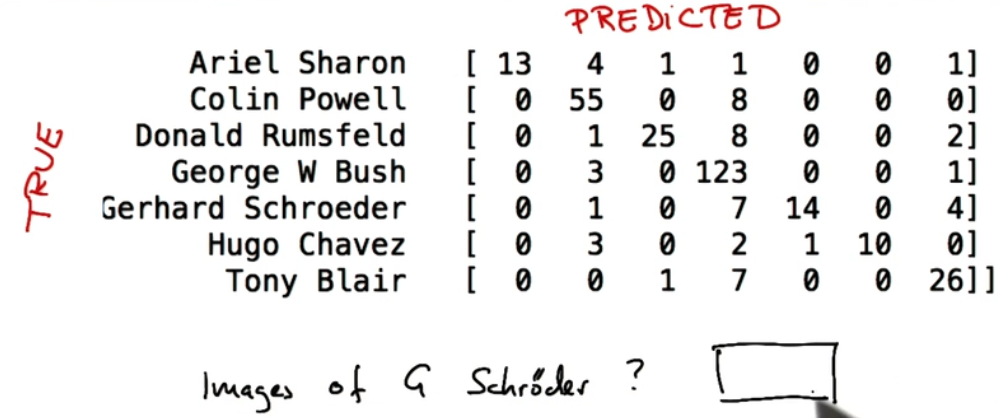 PREDiCTED
TRUE
Ariel Sharon [ 13 4 1 1 0 0 1]
Colin Powell [ 0 55 0 8 0 0 0]
Donald Rumsfeld [ 0 1 25 8 0 0 2]
George W Bush [ 0 3 0 123 0 0 1]
Gerhard Schroeder [ 0 1 0 7 14 0 4]
Hugo Chavez [ 0 3 0 2 1 10 0]
Tony Blair [ 0 0 1 7 0 0 26]]
Images of G Schröder ?